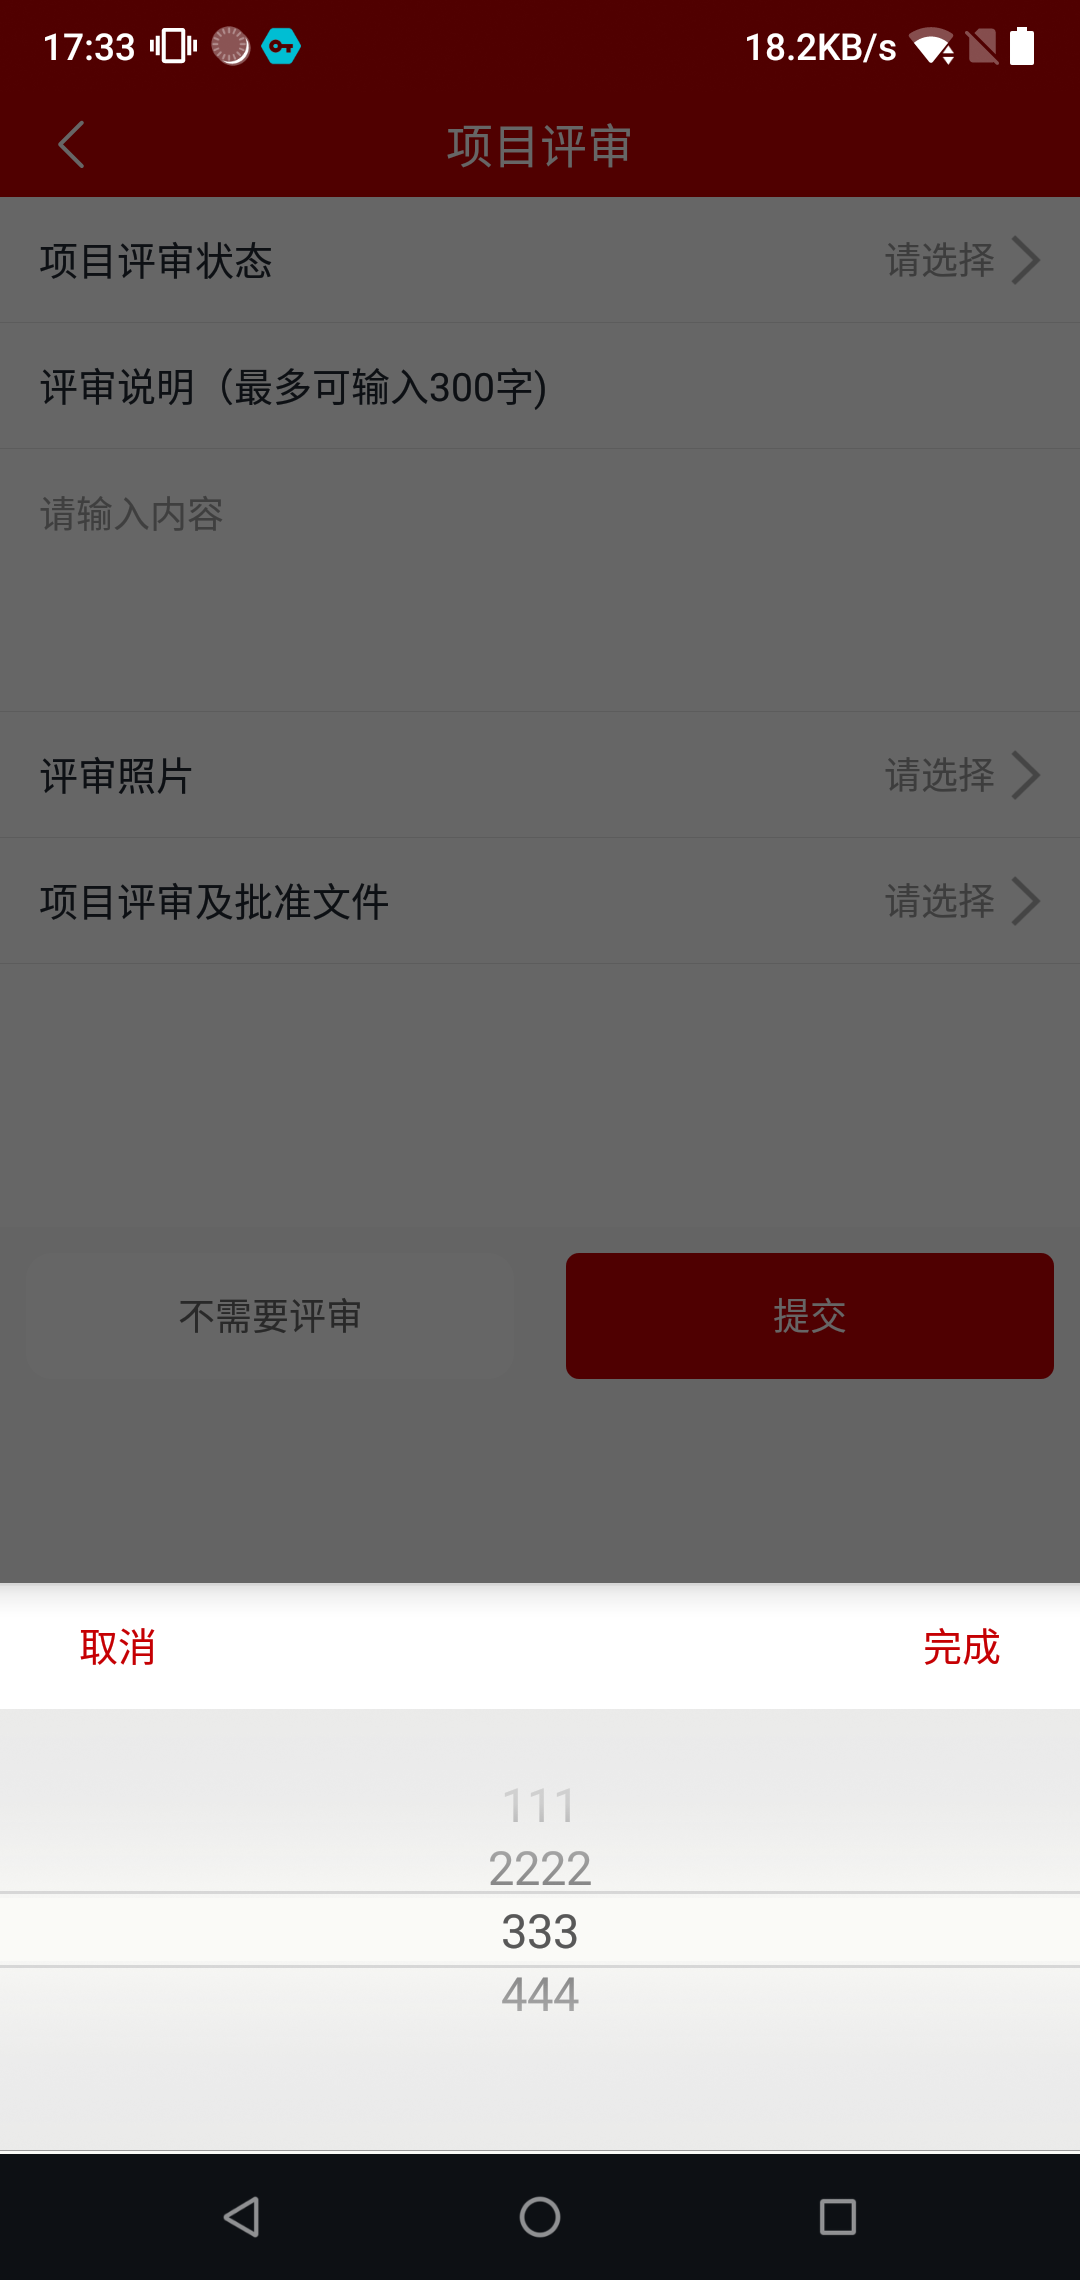 17:33 18.2KB/s
项目评审
项目评审状态 请选择
评审说明（最多可输入300字)
请输入内容
评审照片 请选择
项目评审及批准文件 请选择
不需要评审 提交
取消 完成
111
2222
333
444